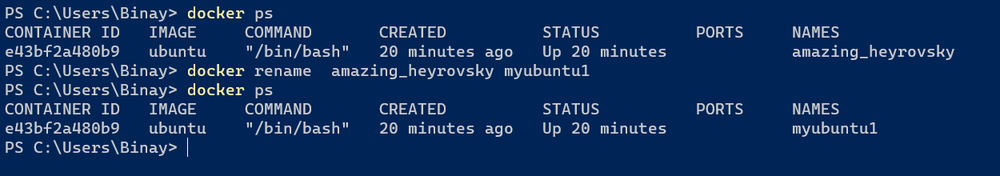 PS C:\Users\Binay> docker ps
CONTAINER ID   IMAGE     COMMAND       CREATED          STATUS          PORTS     NAMES
e43bf2a480b9   ubuntu    "/bin/bash"   20 minutes ago   Up 20 minutes             amazing_heyrovsky
PS C:\Users\Binay> docker rename  amazing_heyrovsky myubuntu1
PS C:\Users\Binay> docker ps
CONTAINER ID   IMAGE     COMMAND       CREATED          STATUS          PORTS     NAMES
e43bf2a480b9   ubuntu    "/bin/bash"   20 minutes ago   Up 20 minutes             myubuntu1
PS C:\Users\Binay>